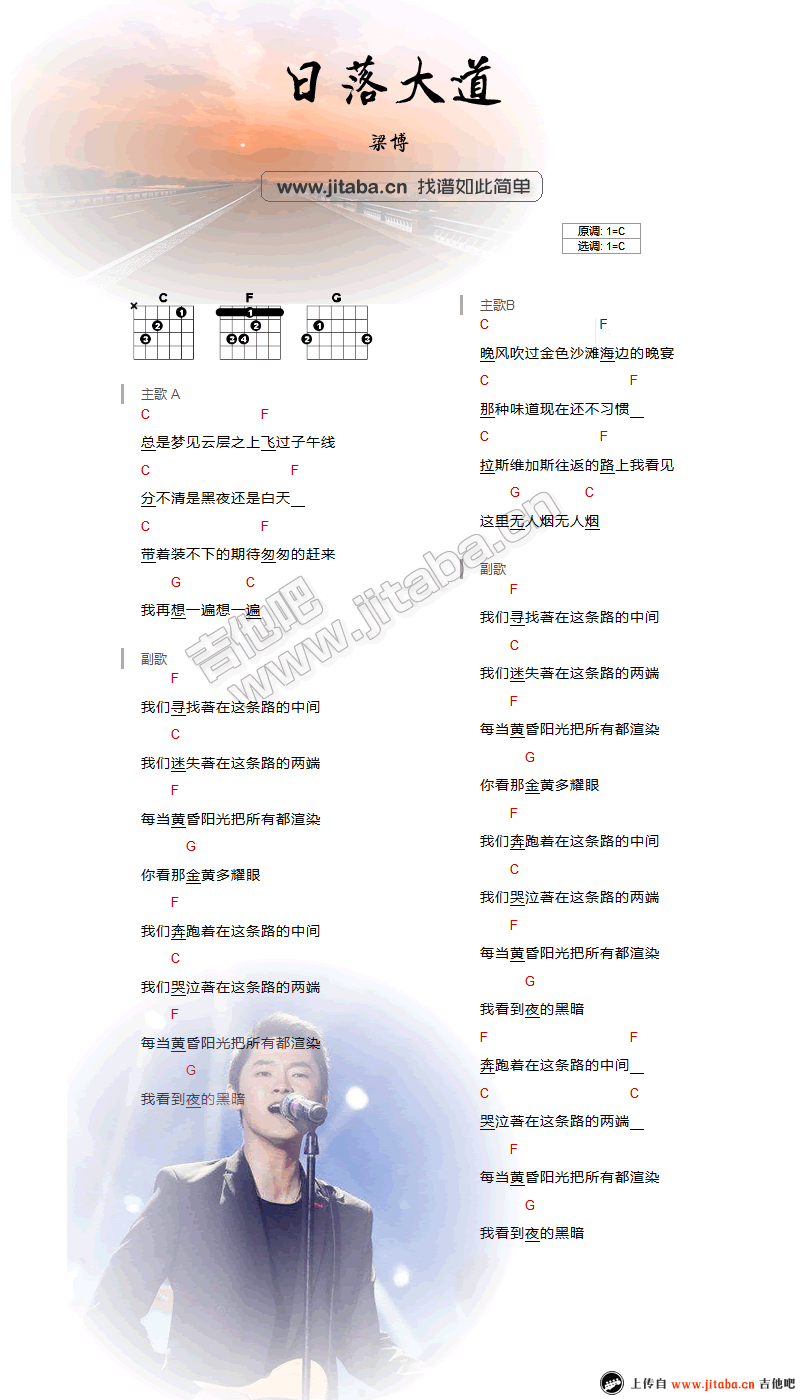 日落大道
梁博
www.jitaba.cn 找谱如此简单
原调: 1=C
选调: 1=C
C F G
主歌 A
C F
总是梦见云层之上飞过子午线
C F
分不清是黑夜还是白天
C F
带着装不下的期待匆匆的赶来
G C
我再想一遍想一遍
副歌
F
我们寻找著在这条路的中间
C
我们迷失著在这条路的两端
F
每当黄昏阳光把所有都渲染
G
你看那金黄多耀眼
F
我们奔跑着在这条路的中间
C
我们哭泣著在这条路的两端
F
每当黄昏阳光把所有都渲染
G
我看到夜的黑暗
主歌B
C F
晚风吹过金色沙滩海边的晚宴
C F
那种味道现在还不习惯
C F
拉斯维加斯往返的路上我看见
G C
这里无人烟无人烟
副歌
F
我们寻找著在这条路的中间
C
我们迷失著在这条路的两端
F
每当黄昏阳光把所有都渲染
G
你看那金黄多耀眼
F
我们奔跑着在这条路的中间
C
我们哭泣著在这条路的两端
F
每当黄昏阳光把所有都渲染
G
我看到夜的黑暗
F F
奔跑着在这条路的中间
C C
哭泣著在这条路的两端
F
每当黄昏阳光把所有都渲染
G
我看到夜的黑暗
吉他吧
www.jitaba.cn
上传自 www.jitaba.cn 吉他吧